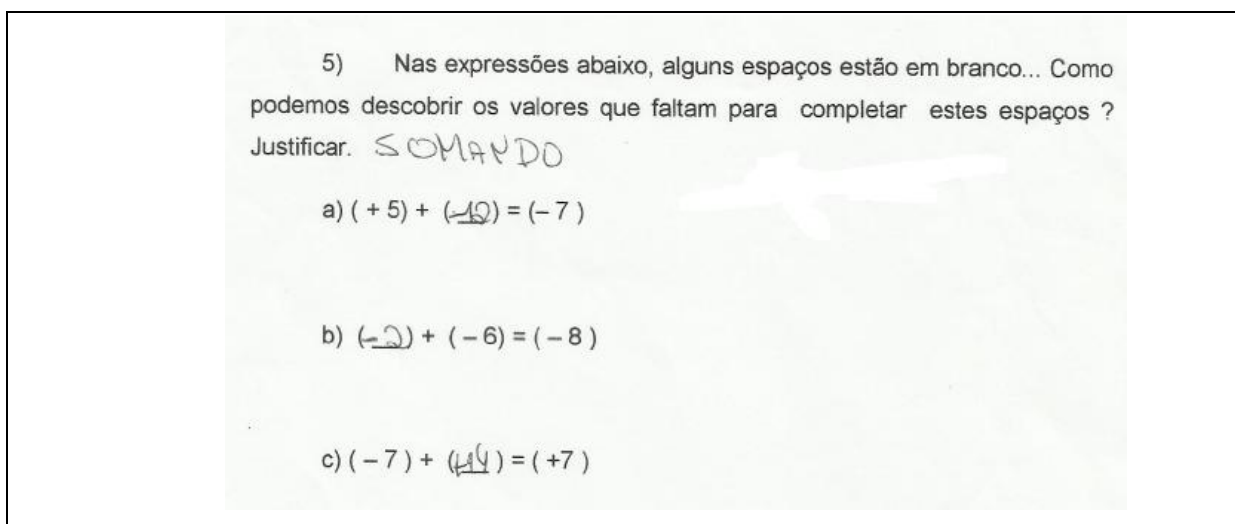 5) Nas expressões abaixo, alguns espaços estão em branco... Como
podemos descobrir os valores que faltam para completar estes espaços ?
Justificar. SOMANDO
a) ( + 5) + (-12) = (– 7 )
b) (-2) + ( – 6) = ( – 8 )
c) ( – 7 ) + (+14 ) = ( +7 )